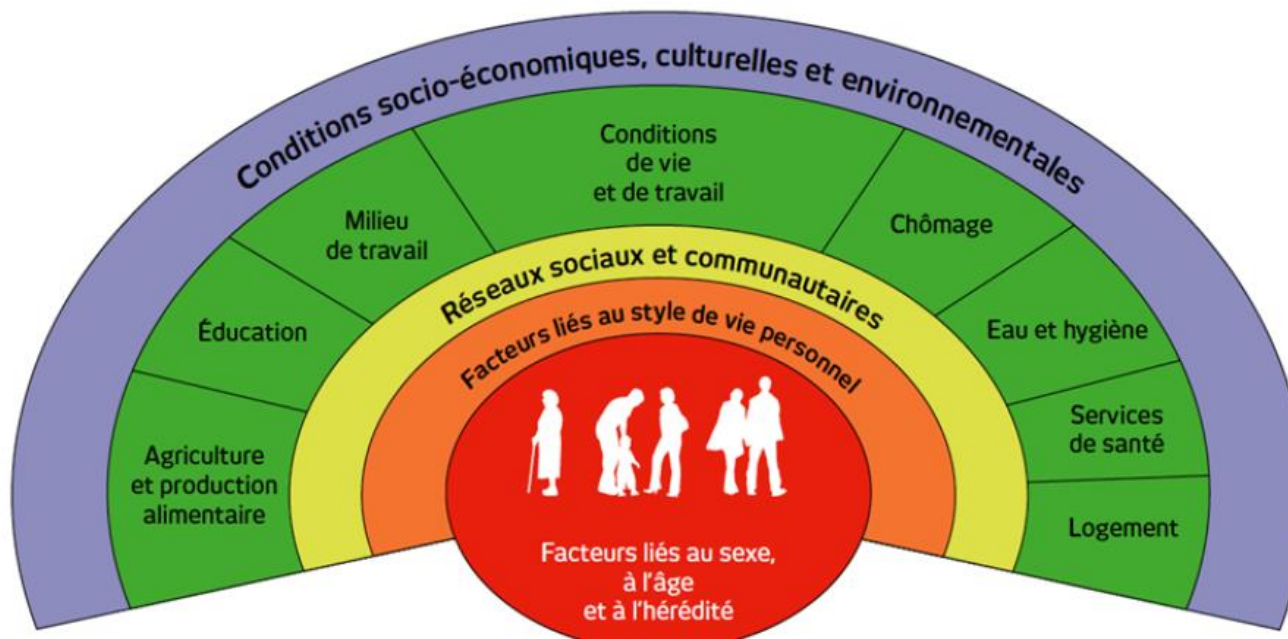 Conditions socio-économiques, culturelles et environnementales
Conditions
de vie
et de travail
Milieu
de travail
Chômage
Éducation
Eau et hygiène
Agriculture
et production
alimentaire
Services
de santé
Logement
Réseaux sociaux et communautaires
Facteurs liés au style de vie personnel
Facteurs liés au sexe,
à l'âge
et à l'hérédité